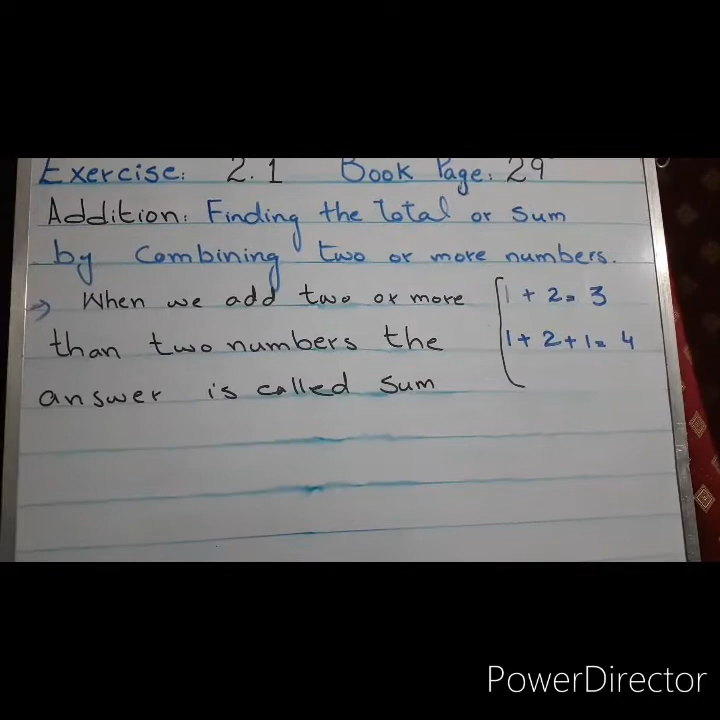 Exercise: 2.1 Book Page: 29
Addition: Finding the Total or Sum
by Combining two or more numbers.
→ When we add two or more
than two numbers the
answer is called Sum
1 + 2 = 3
1 + 2 + 1 = 4
PowerDirector